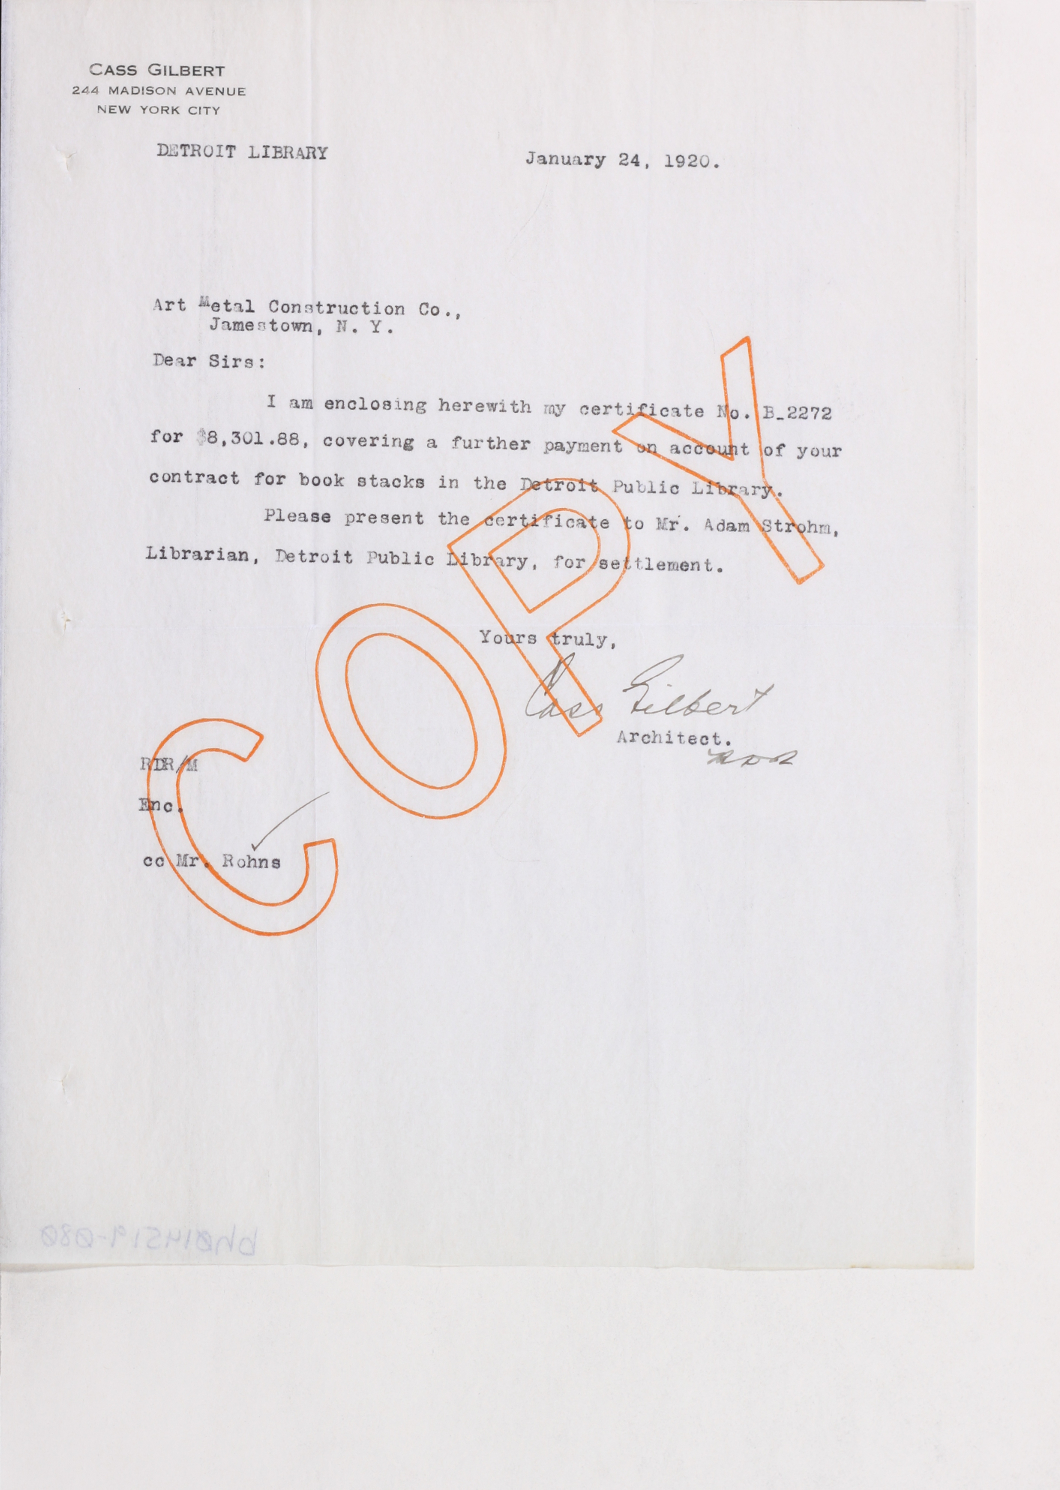 CASS GILBERT
244 MADISON AVENUE
NEW YORK CITY
DETROIT LIBRARY
January 24, 1920.
Art Metal Construction Co.,
Jamestown, N. Y.
Dear Sirs:
I am enclosing herewith my certificate No. B-2272
for $8,301.88, covering a further payment on account of your
contract for book stacks in the Detroit Public Library.
Please present the certificate to Mr. Adam Strohm,
Librarian, Detroit Public Library, for settlement.
Yours truly,
Cass Gilbert
Architect.
RDR/M
Enc.
cc Mr. Rohns
COPY
bh014519-080